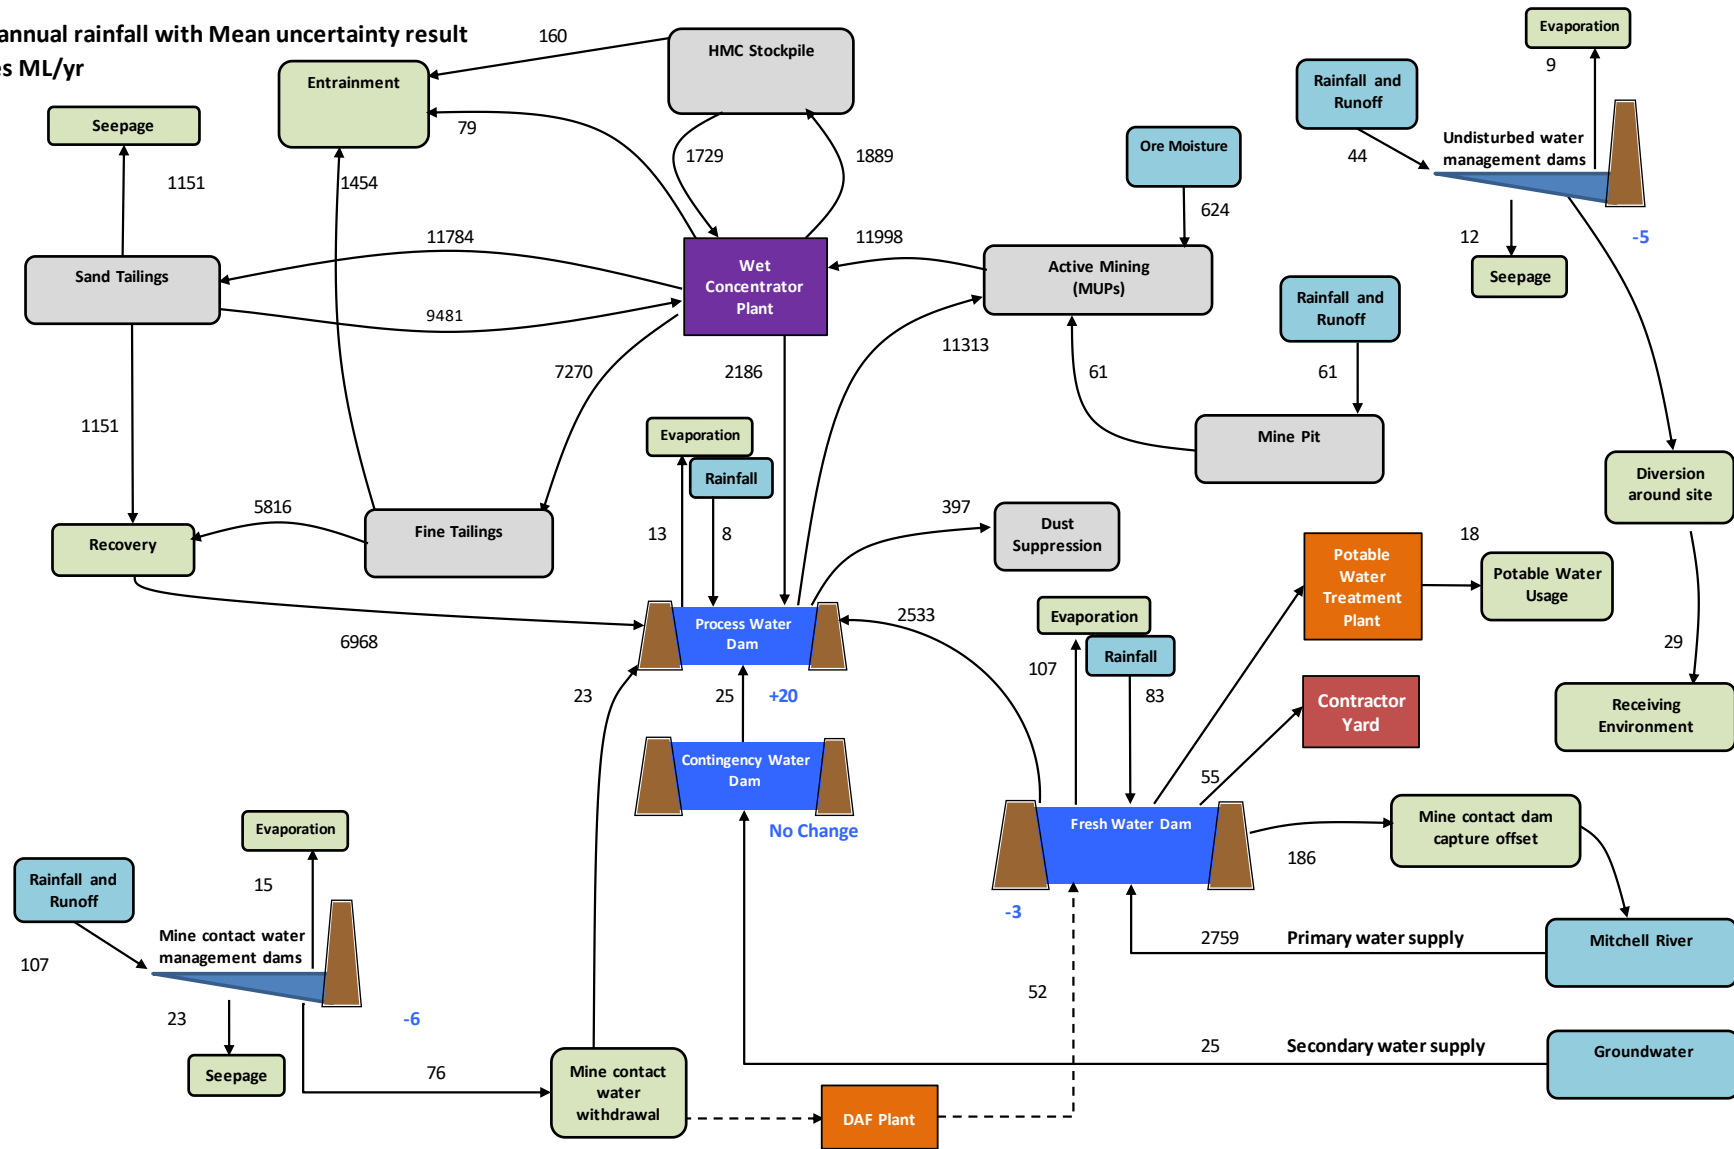 annual rainfall with Mean uncertainty result
es ML/yr
160
HMC Stockpile
Entrainment
Evaporation
9
Rainfall and
Runoff
Seepage
79
Undisturbed water
management dams
44
1729
1889
Ore Moisture
1151
1454
624
12
-5
Seepage
11784
11998
Sand Tailings
Wet
Concentrator
Plant
Active Mining
(MUPs)
Rainfall and
Runoff
9481
11313
7270
2186
61
61
1151
Evaporation
Rainfall
Mine Pit
Diversion
around site
5816
397
Recovery
Fine Tailings
13
8
Dust
Suppression
18
Potable
Water
Treatment
Plant
Potable Water
Usage
6968
Process Water
Dam
2533
Evaporation
Rainfall
107
83
29
23
25
+20
Contractor
Yard
Receiving
Environment
Contingency Water
Dam
No Change
55
Fresh Water Dam
Mine contact dam
capture offset
186
Evaporation
15
Rainfall and
Runoff
-3
Mine contact water
management dams
107
2759
Primary water supply
Mitchell River
52
23
-6
25
Secondary water supply
Groundwater
Seepage
76
Mine contact
water
withdrawal
DAF Plant